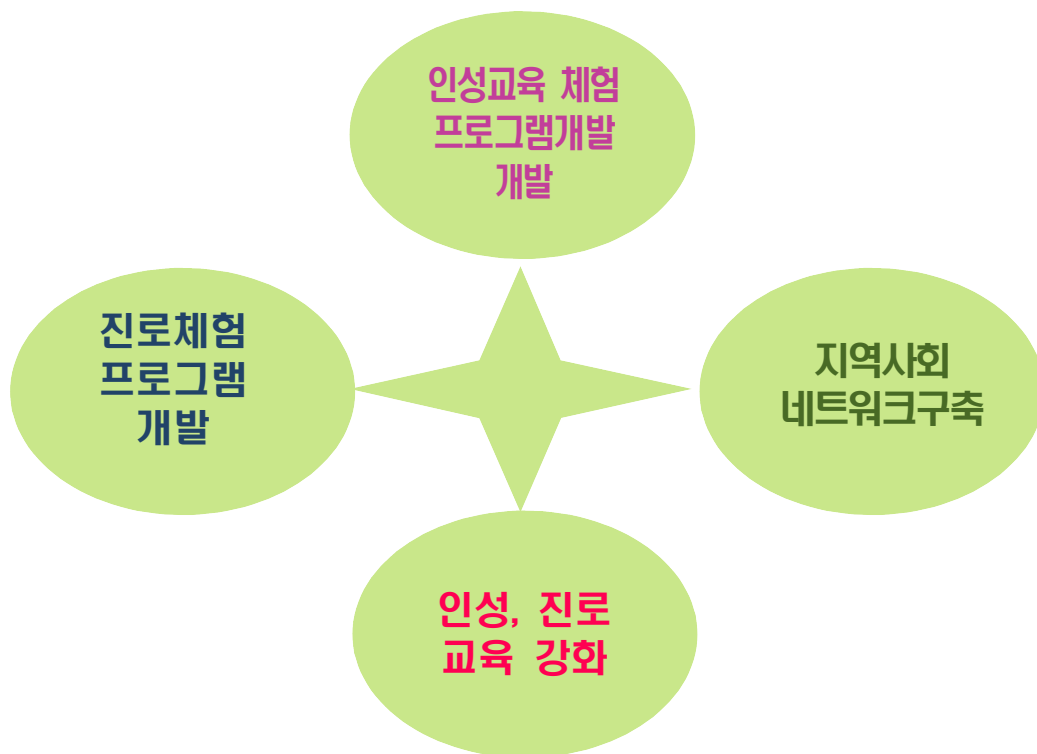 인성교육 체험
프로그램개발
개발
진로체험
프로그램
개발
지역사회
네트워크구축
인성, 진로
교육 강화